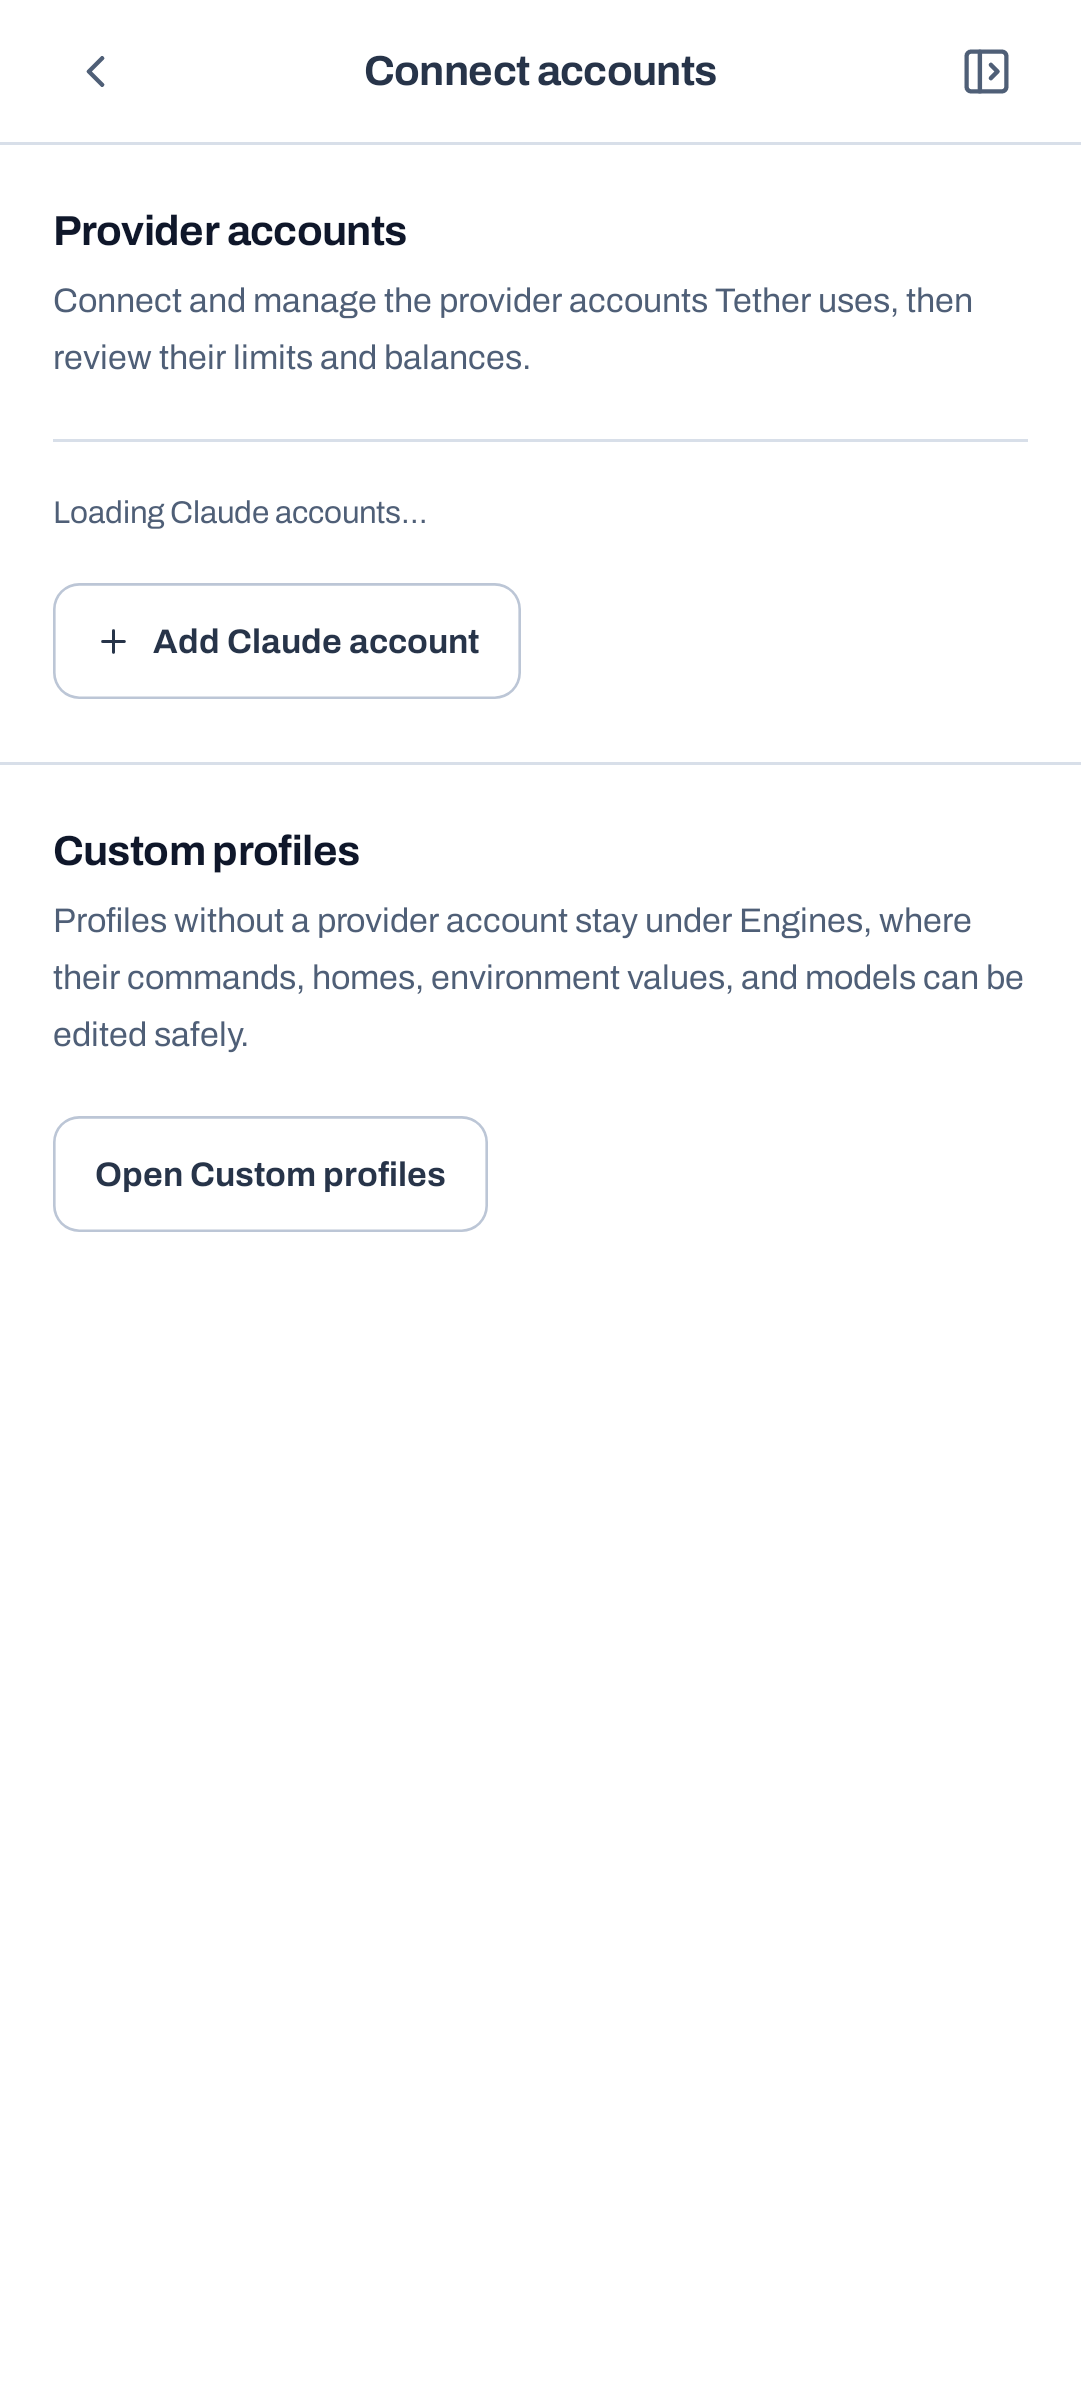 Connect accounts
Provider accounts
Connect and manage the provider accounts Tether uses, then
review their limits and balances.
Loading Claude accounts...
Add Claude account
Custom profiles
Profiles without a provider account stay under Engines, where
their commands, homes, environment values, and models can be
edited safely.
Open Custom profiles